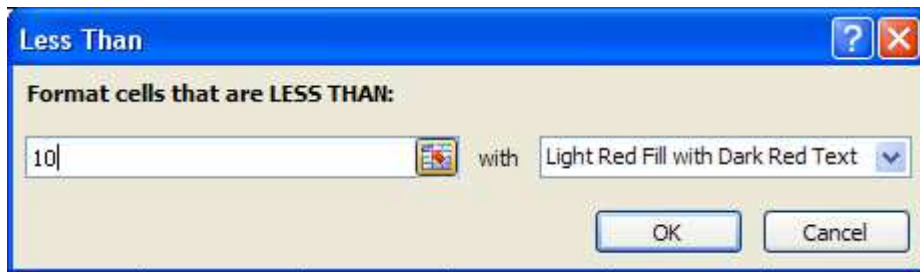 Less Than
Format cells that are LESS THAN:
10 with Light Red Fill with Dark Red Text
OK Cancel